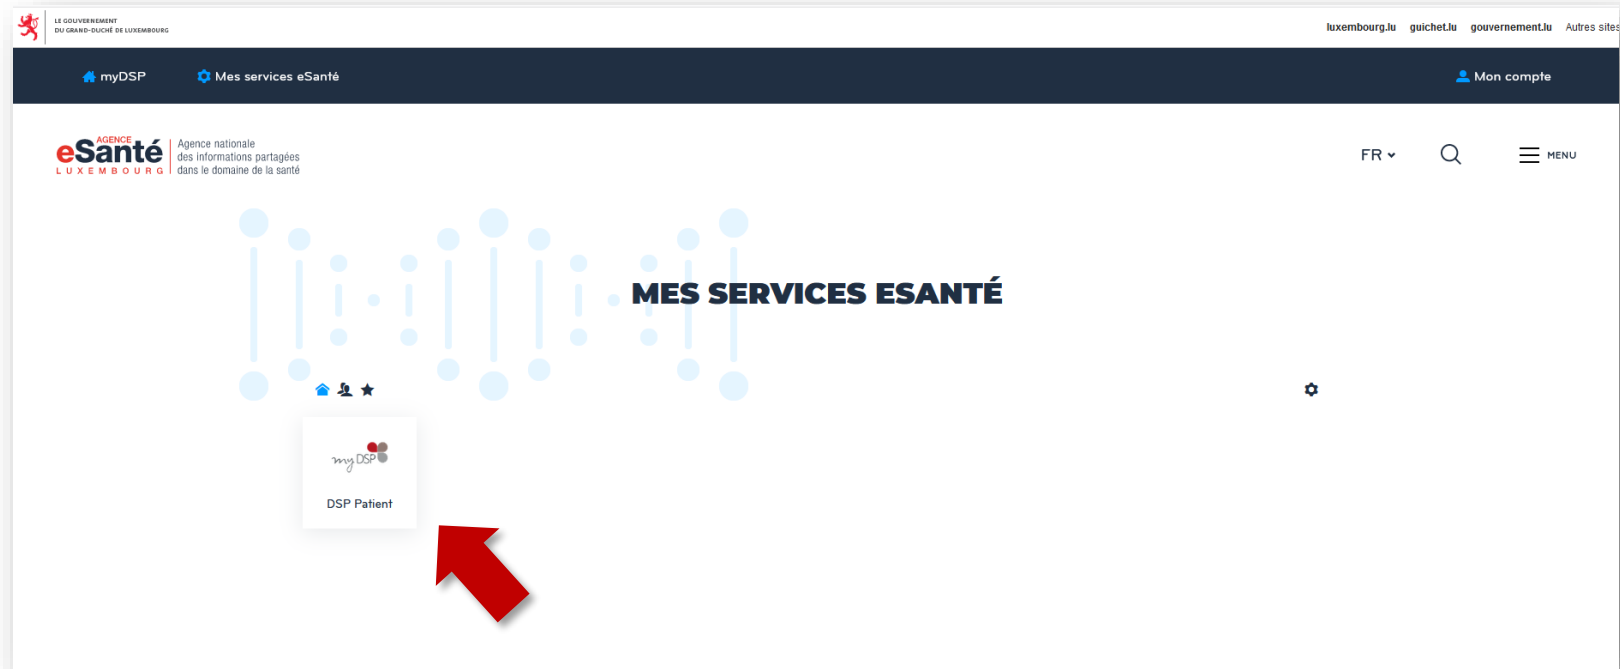 LE GOUVERNEMENT
DU GRAND-DUCHÉ DE LUXEMBOURG
luxembourg.lu guichet.lu gouvernement.lu Autres sites
myDSP Mes services eSanté Mon compte
AGENCE
eSanté
LUXEMBOURG
Agence nationale
des informations partagées
dans le domaine de la santé
FR MENU
MES SERVICES ESANTÉ
my DSP
DSP Patient